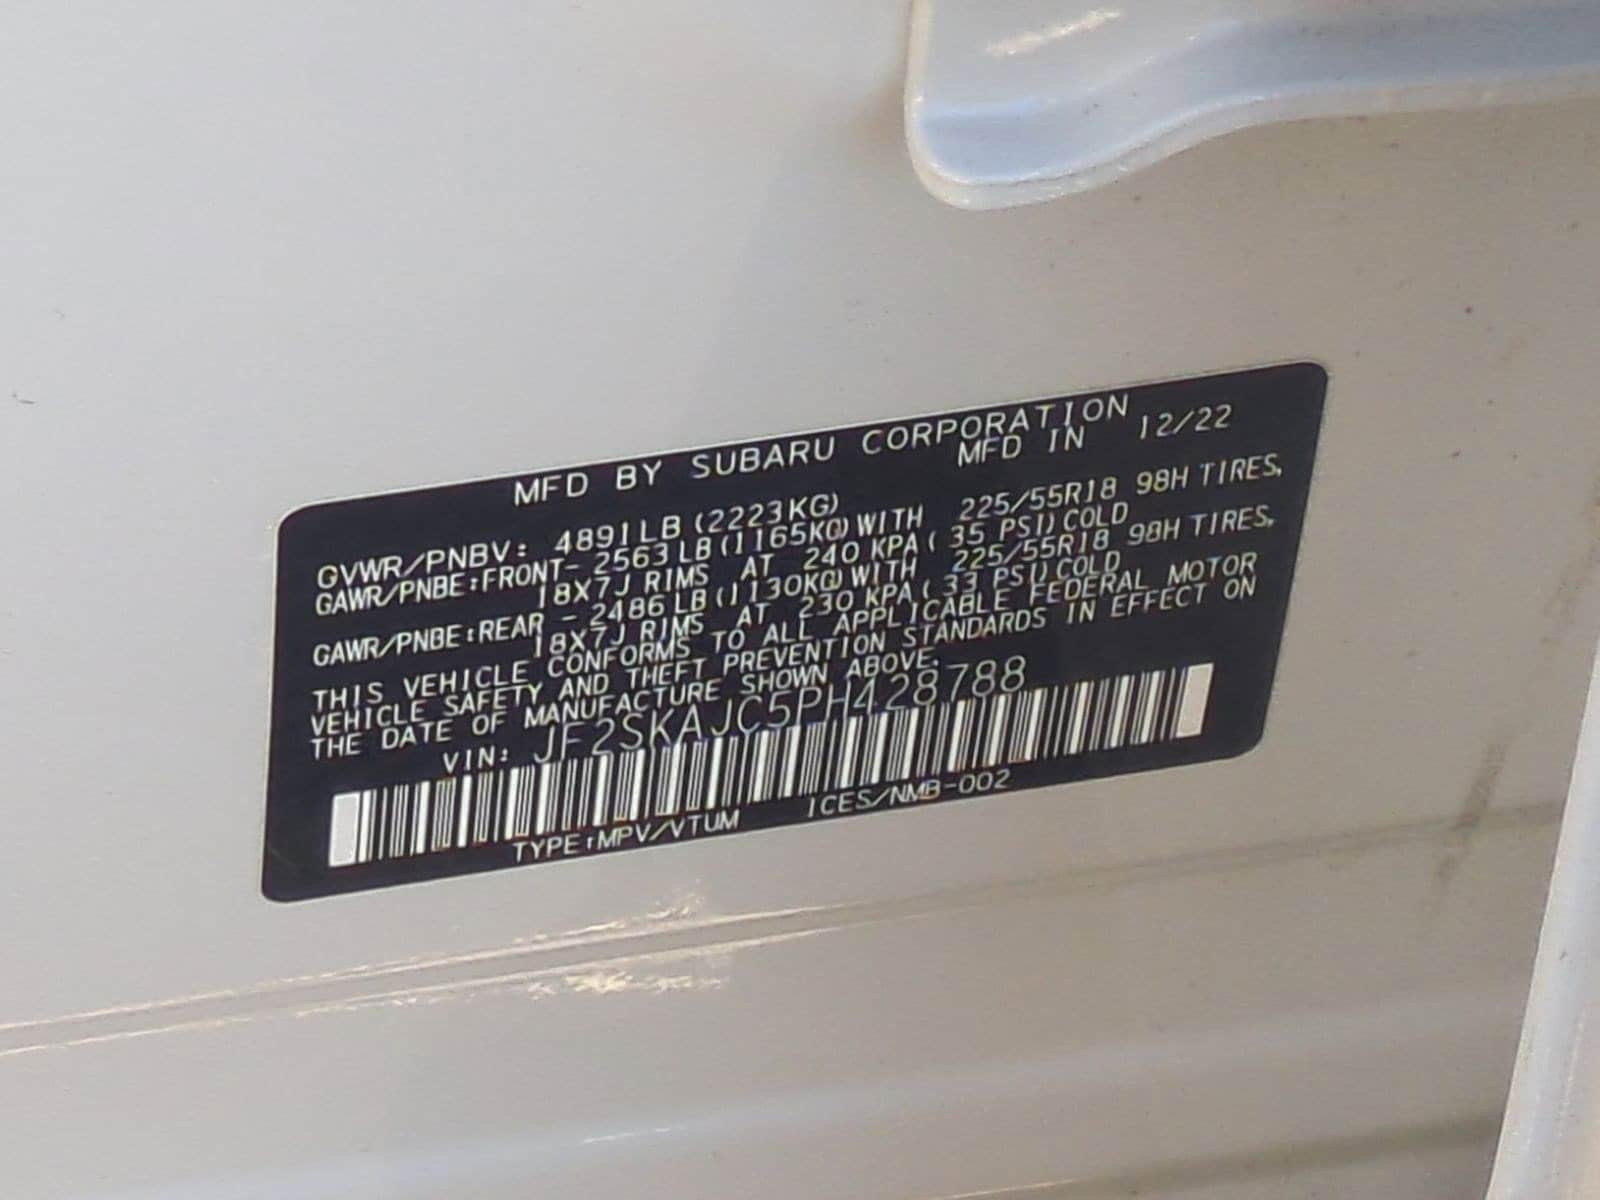 MFD BY SUBARU CORPORATION
MFD IN 12/22
GVWR/PNBV: 4891LB (2223KG)
GAWR/PNBE:FRONT- 2563LB(1165KG)WITH 225/55R18 98H TIRES,
18X7J RIMS AT 240 KPA( 35 PSI) COLD
GAWR/PNBE:REAR - 2486LB(1130KG)WITH 225/55R18 98H TIRES,
18X7J RIMS AT 230 KPA( 33 PSI) COLD
THIS VEHICLE CONFORMS TO ALL APPLICABLE FEDERAL MOTOR
VEHICLE SAFETY AND THEFT PREVENTION STANDARDS IN EFFECT ON
THE DATE OF MANUFACTURE SHOWN ABOVE.
VIN: JF2SKAJC5PH428788
TYPE:MPV/VTUM ICES/NMB-002